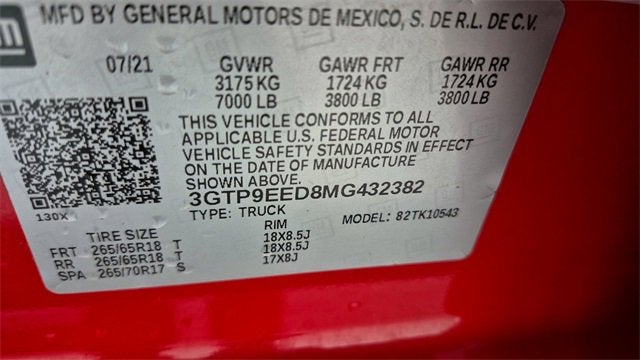 GM
MFD BY GENERAL MOTORS DE MEXICO, S. DE R.L. DE C.V.
07/21 GVWR GAWR FRT GAWR RR
3175 KG 1724 KG 1724 KG
7000 LB 3800 LB 3800 LB
THIS VEHICLE CONFORMS TO ALL
APPLICABLE U.S. FEDERAL MOTOR
VEHICLE SAFETY STANDARDS IN EFFECT
ON THE DATE OF MANUFACTURE
SHOWN ABOVE.
3GTP9EED8MG432382
130X TYPE: TRUCK MODEL: 82TK10543
TIRE SIZE RIM
FRT 265/65R18 T 18X8.5J
RR 265/65R18 T 18X8.5J
SPA 265/70R17 S 17X8J